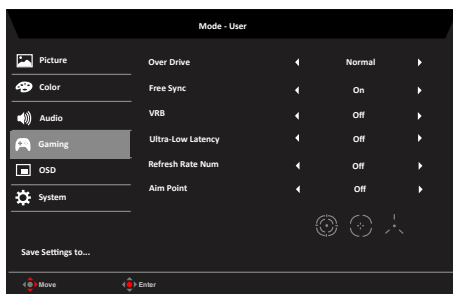 Mode - User
Picture
Over Drive Normal
Color
Free Sync On
Audio
VRB Off
Gaming
Ultra-Low Latency Off
OSD
Refresh Rate Num Off
System
Aim Point Off
Save Settings to...
Move Enter